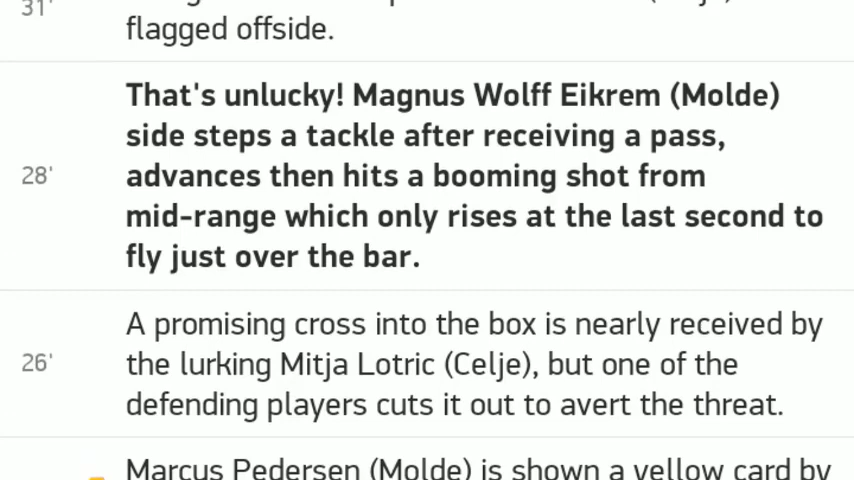 31'
flagged offside.
That's unlucky! Magnus Wolff Eikrem (Molde)
side steps a tackle after receiving a pass,
28'
advances then hits a booming shot from
mid-range which only rises at the last second to
fly just over the bar.
A promising cross into the box is nearly received by
26'
the lurking Mitja Lotric (Celje), but one of the
defending players cuts it out to avert the threat.
Marcus Pedersen (Molde) is shown a yellow card by